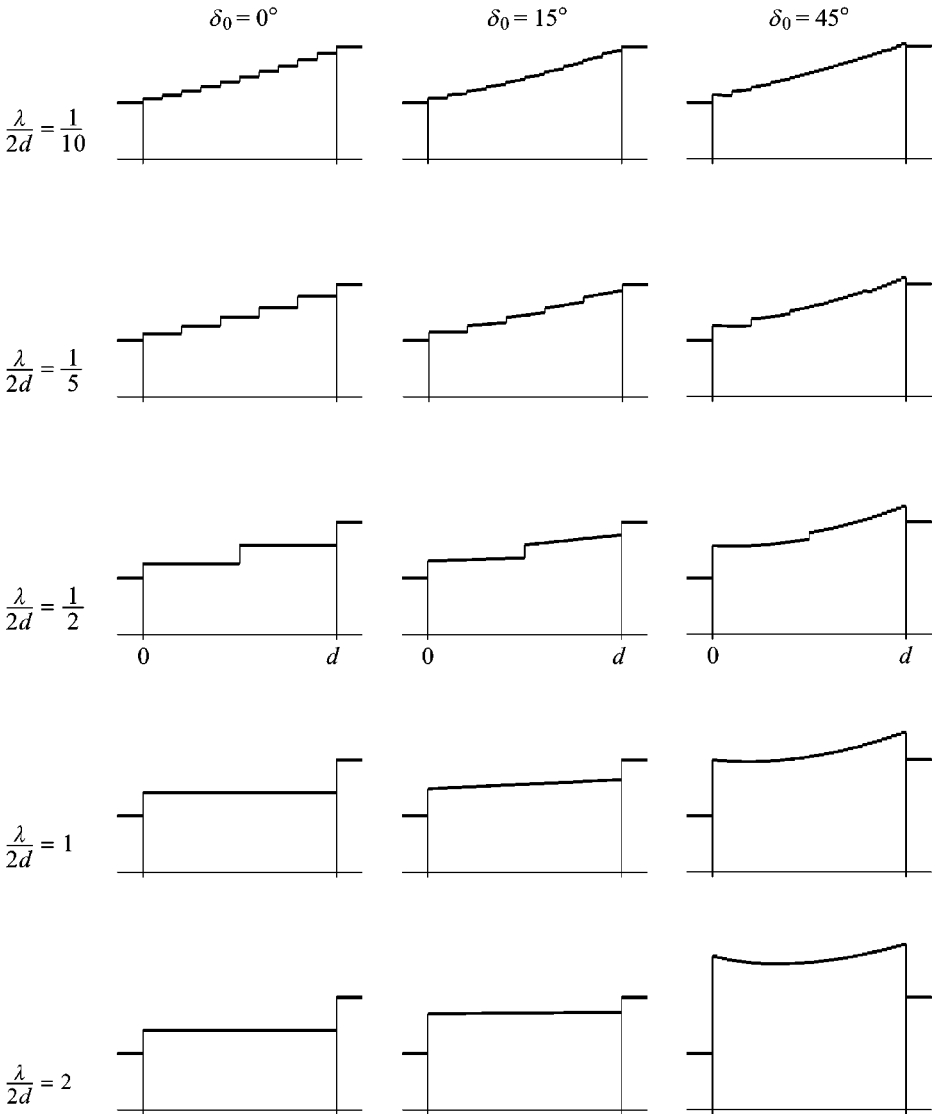 δ₀ = 0° δ₀ = 15° δ₀ = 45°
λ/2d = 1/10
λ/2d = 1/5
λ/2d = 1/2
0 d 0 d 0 d
λ/2d = 1
λ/2d = 2